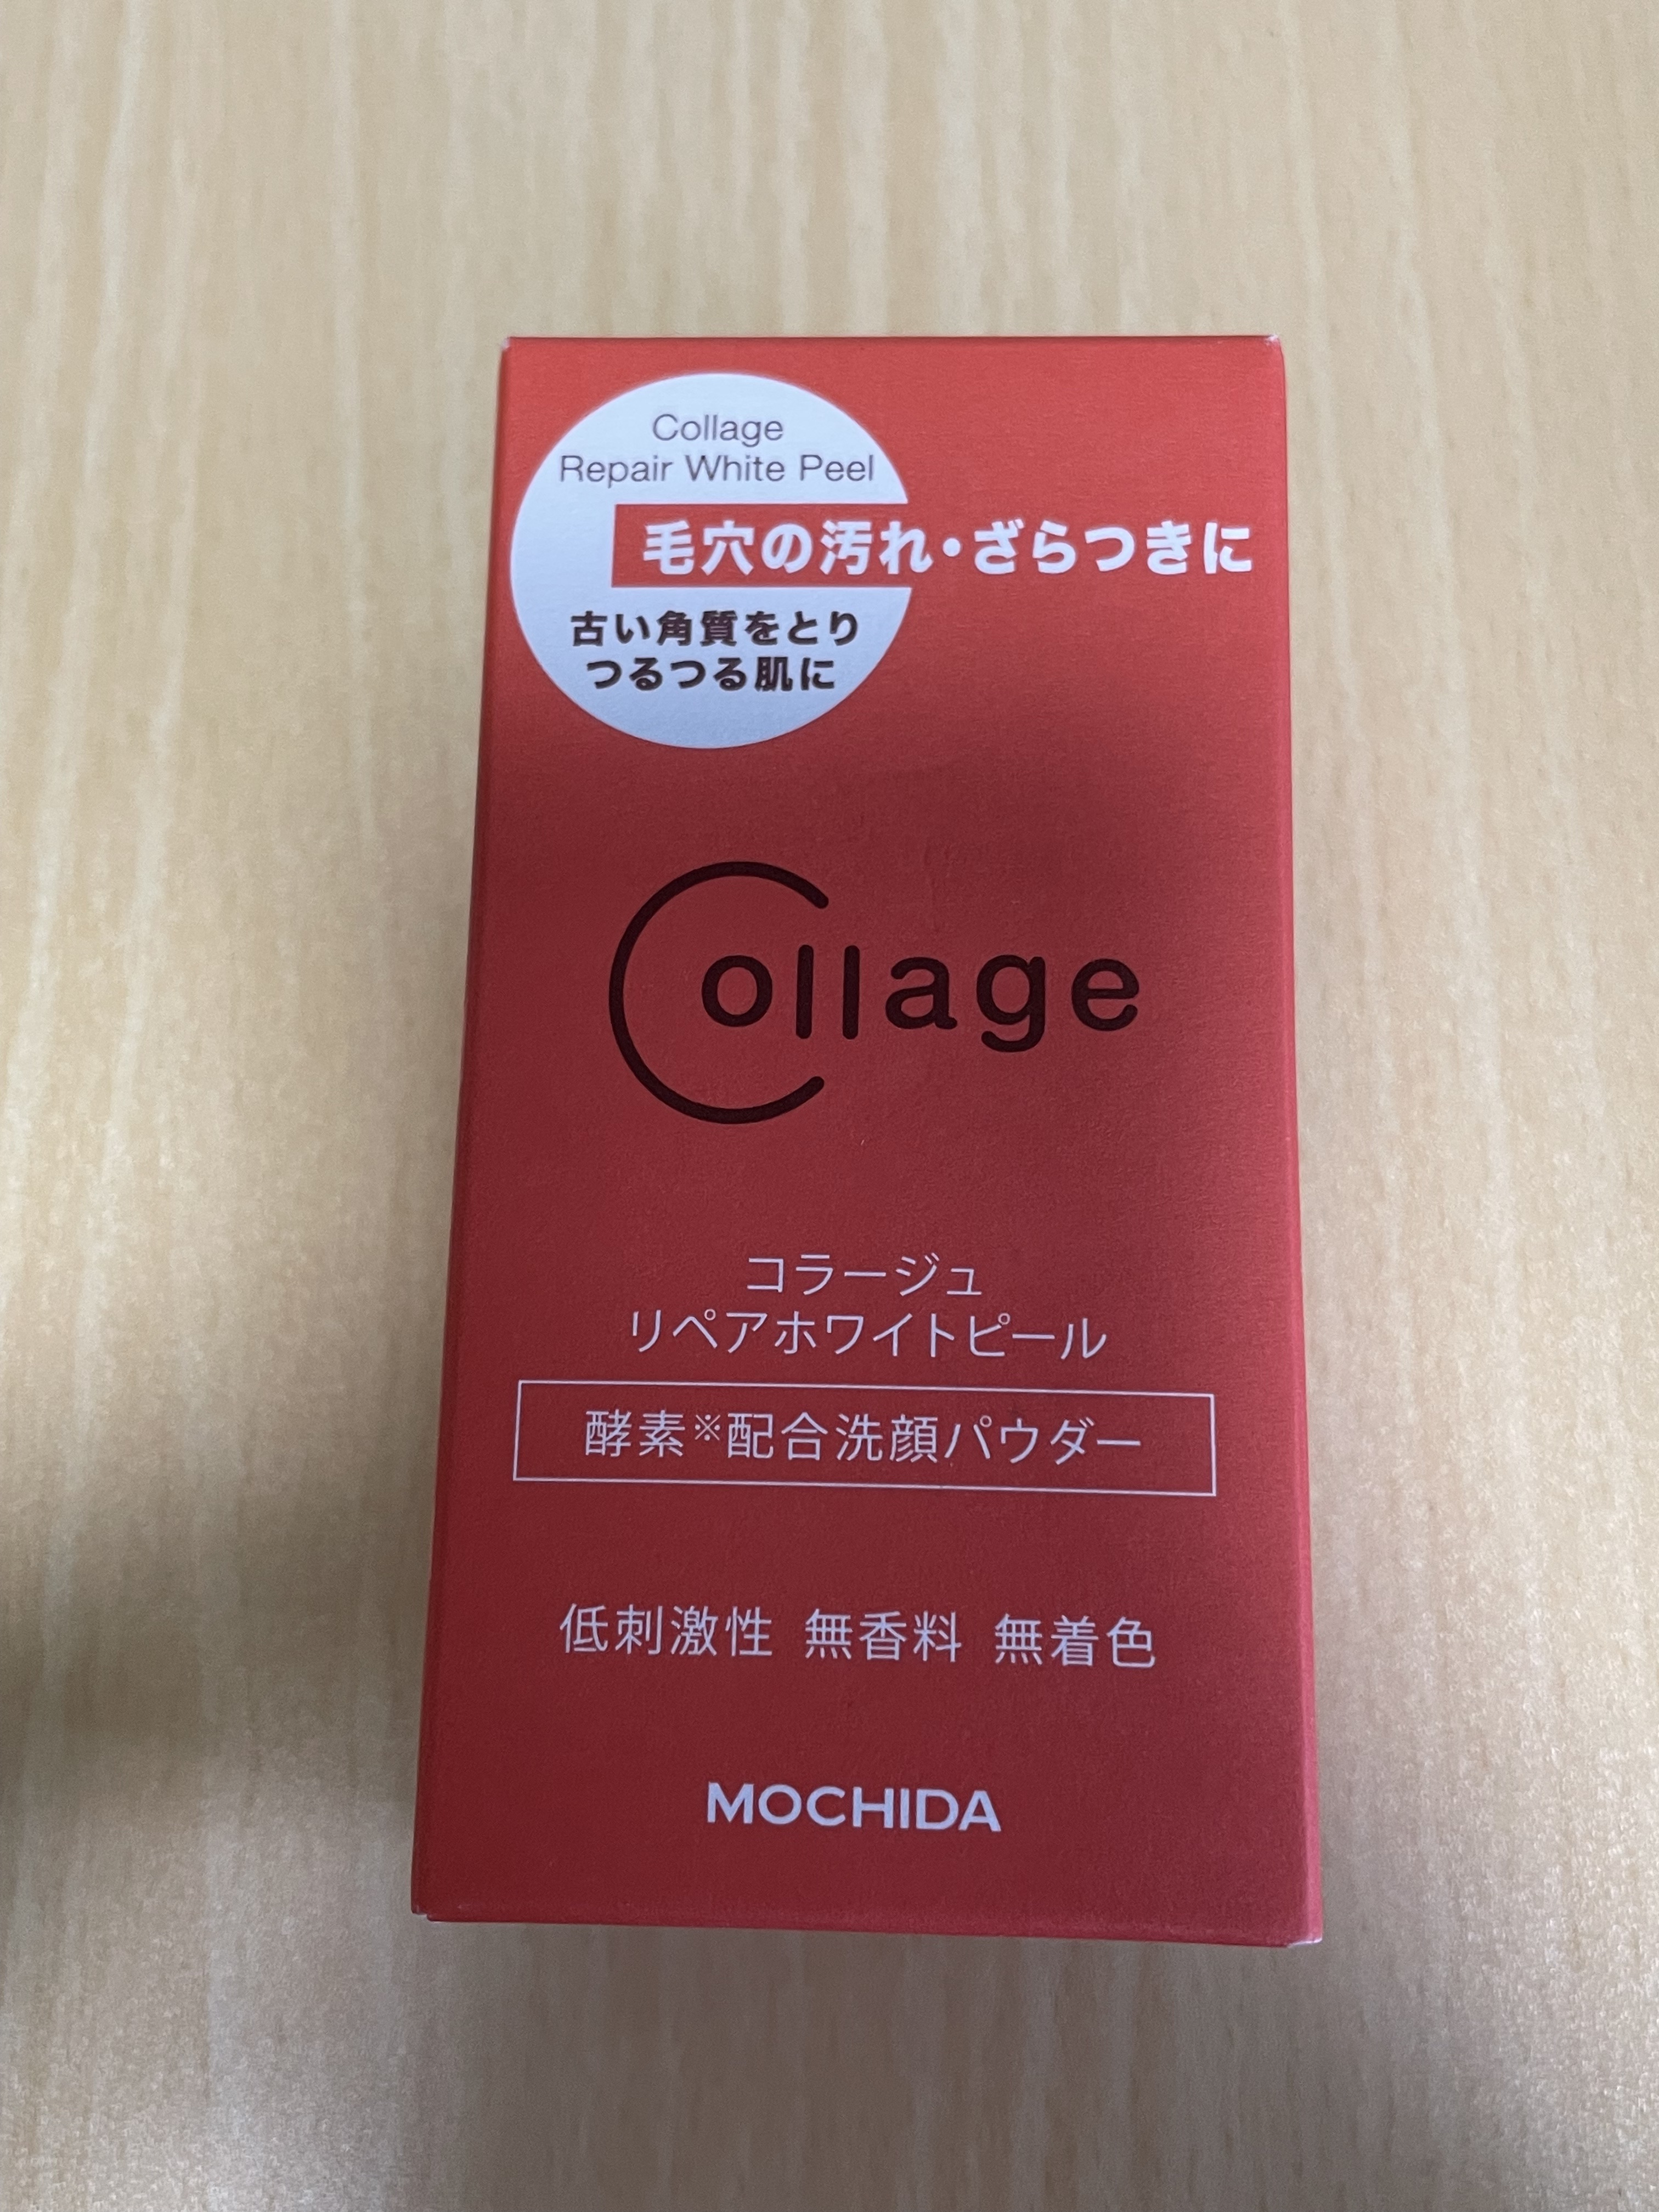 Collage
Repair White Peel
毛穴の汚れ・ざらつきに
古い角質をとり
つるつる肌に
Collage
コラージュ
リペアホワイトピール
酵素※配合洗顔パウダー
低刺激性 無香料 無着色
MOCHIDA